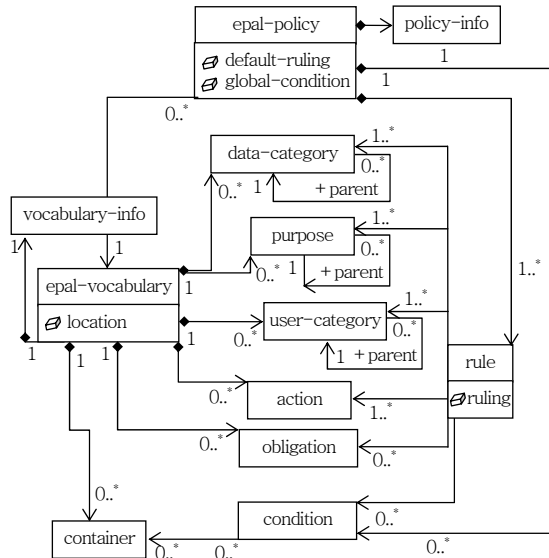 epal-policy
policy-info
default-ruling
global-condition
1
1
0..*
1..*
data-category
0..*
1
0..*
+ parent
vocabulary-info
1..*
purpose
0..*
1
1
1
0..*
+ parent
epal-vocabulary
1
1..*
location
user-category
1..*
0..*
0..*
1
+ parent
1
1
1
1
rule
0..*
action
1..*
ruling
0..*
obligation
0..*
0..*
condition
0..*
container
0..*
0..*
0..*